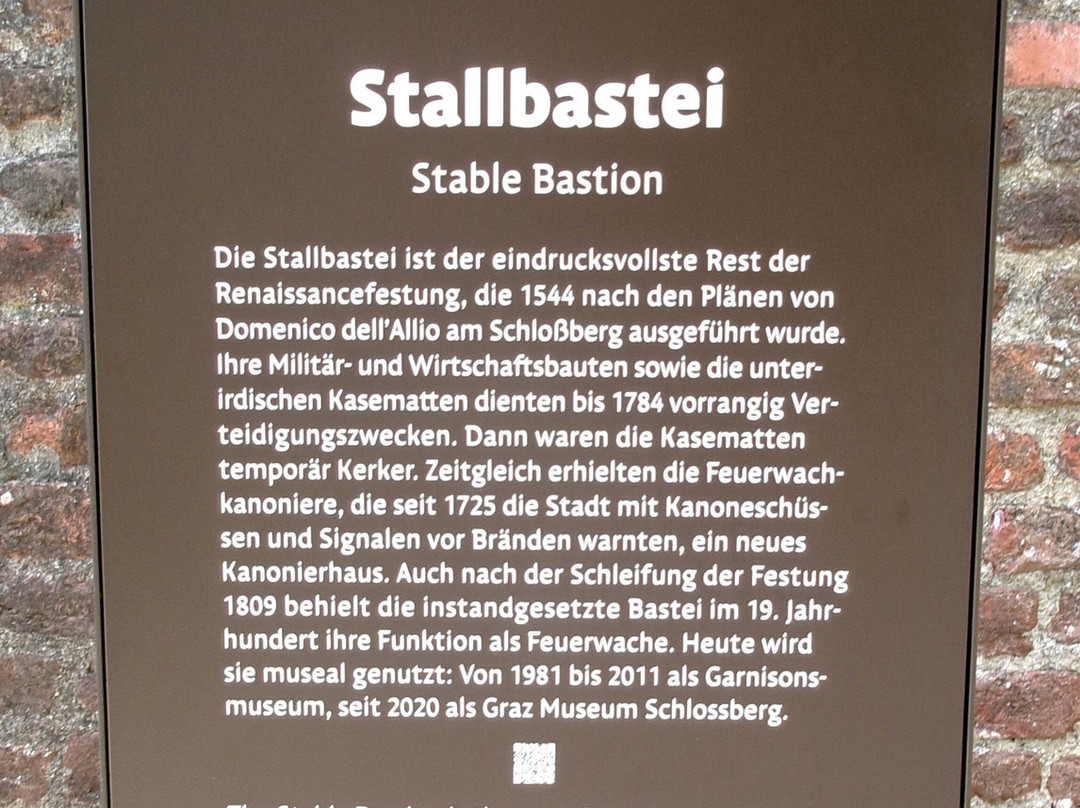 Stallbastei
Stable Bastion
Die Stallbastei ist der eindrucksvollste Rest der
Renaissancefestung, die 1544 nach den Plänen von
Domenico dell'Allio am Schloßberg ausgeführt wurde.
Ihre Militär- und Wirtschaftsbauten sowie die unter-
irdischen Kasematten dienten bis 1784 vorrangig Ver-
teidigungszwecken. Dann waren die Kasematten
temporär Kerker. Zeitgleich erhielten die Feuerwach-
kanoniere, die seit 1725 die Stadt mit Kanoneschüs-
sen und Signalen vor Bränden warnten, ein neues
Kanonierhaus. Auch nach der Schleifung der Festung
1809 behielt die instandgesetzte Bastei im 19. Jahr-
hundert ihre Funktion als Feuerwache. Heute wird
sie museal genutzt: Von 1981 bis 2011 als Garnisons-
museum, seit 2020 als Graz Museum Schlossberg.